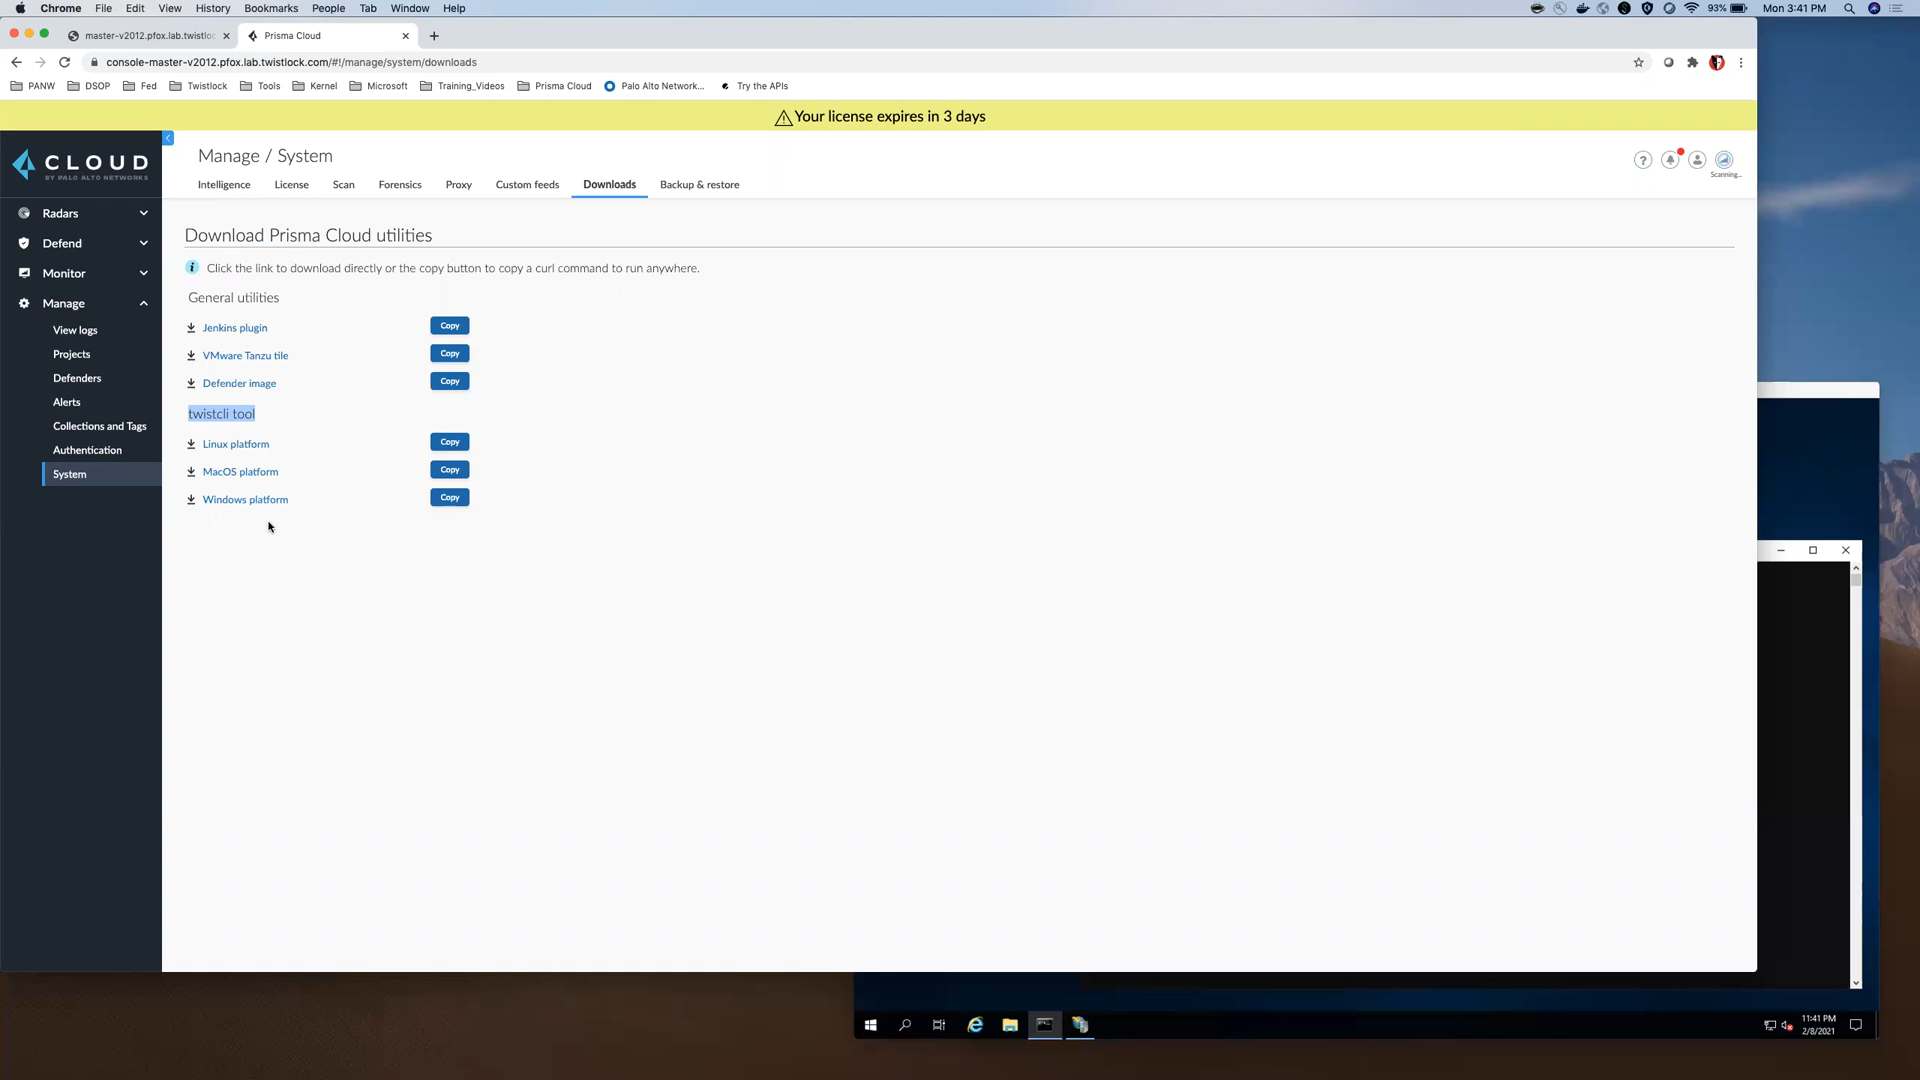 Chrome File Edit View History Bookmarks People Tab Window Help 93% Mon 3:41 PM
master-v2012.pfox.lab.twistloc Prisma Cloud
console-master-v2012.pfox.lab.twistlock.com/#!/manage/system/downloads
PANW DSOP Fed Twistlock Tools Kernel Microsoft Training_Videos Prisma Cloud Palo Alto Network... Try the APIs
Your license expires in 3 days
CLOUD
BY PALO ALTO NETWORKS
Manage / System
Scanning...
Intelligence License Scan Forensics Proxy Custom feeds Downloads Backup & restore
Radars
Defend
Monitor
Manage
View logs
Projects
Defenders
Alerts
Collections and Tags
Authentication
System
Download Prisma Cloud utilities
Click the link to download directly or the copy button to copy a curl command to run anywhere.
General utilities
Jenkins plugin Copy
VMware Tanzu tile Copy
Defender image Copy
twistcli tool
Linux platform Copy
MacOS platform Copy
Windows platform Copy
11:41 PM
2/8/2021